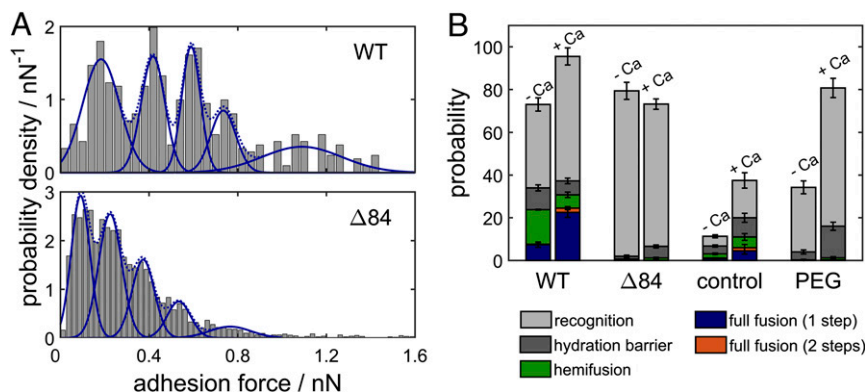 A
B
2
WT
1
0
3
Δ84
2
1
0
0 0.4 0.8 1.2 1.6
probability density / nN⁻¹
adhesion force / nN
100
80
60
40
20
0
probability
- Ca
+ Ca
- Ca
+ Ca
- Ca
+ Ca
- Ca
+ Ca
WT Δ84 control PEG
recognition
hydration barrier
hemifusion
full fusion (1 step)
full fusion (2 steps)